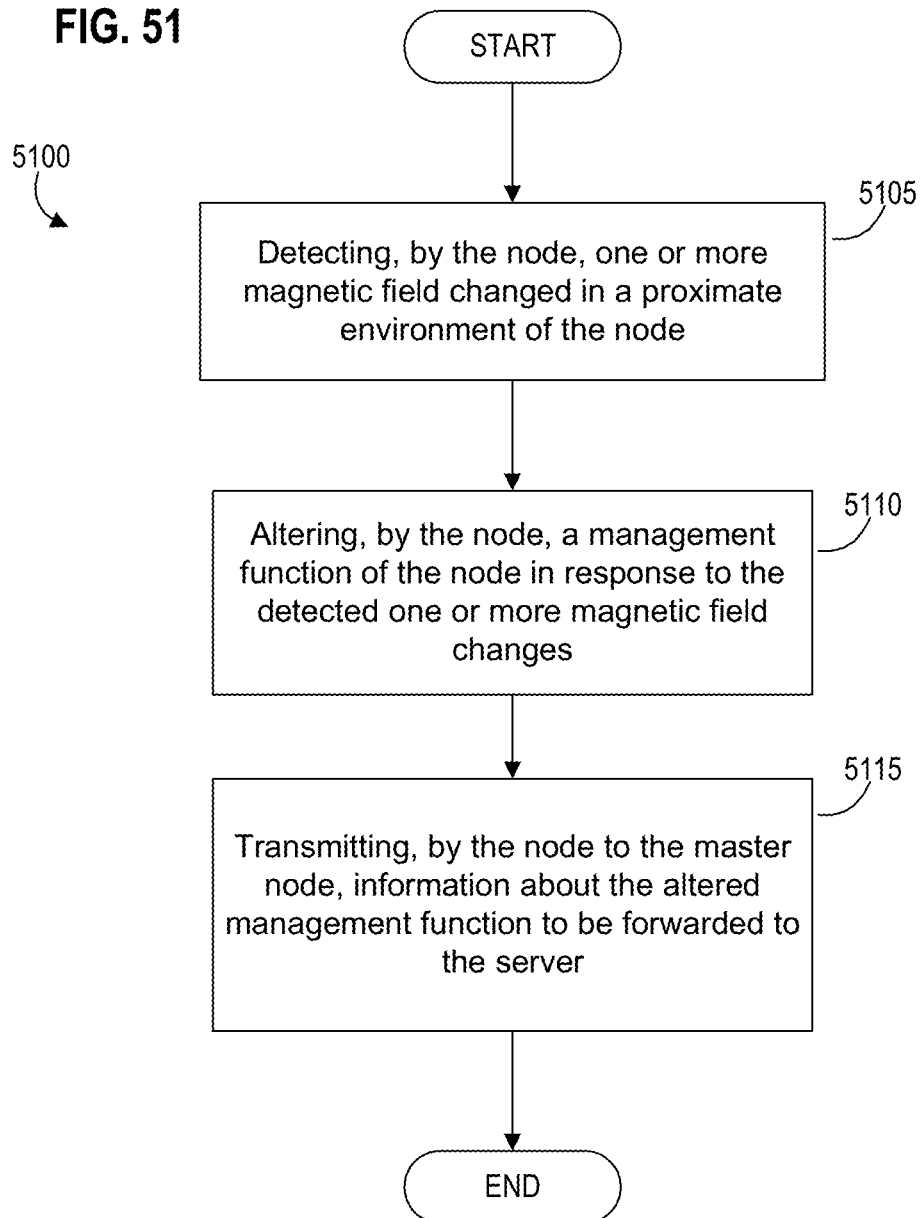 FIG. 51
START
5100
5105
Detecting, by the node, one or more
magnetic field changed in a proximate
environment of the node
5110
Altering, by the node, a management
function of the node in response to the
detected one or more magnetic field
changes
5115
Transmitting, by the node to the master
node, information about the altered
management function to be forwarded to
the server
END